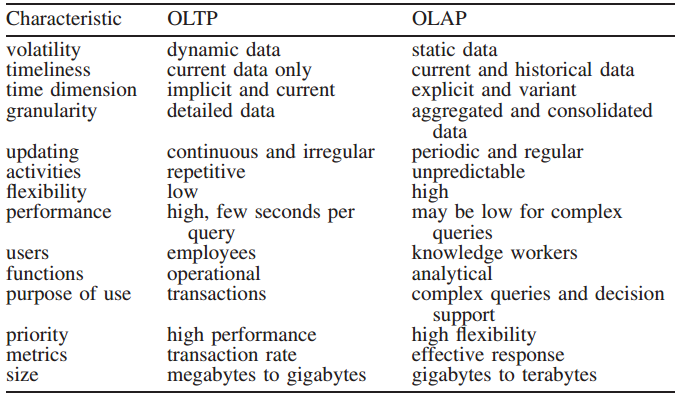 Characteristic OLTP OLAP
volatility dynamic data static data
timeliness current data only current and historical data
time dimension implicit and current explicit and variant
granularity detailed data aggregated and consolidated
data
updating continuous and irregular periodic and regular
activities repetitive unpredictable
flexibility low high
performance high, few seconds per may be low for complex
query queries
users employees knowledge workers
functions operational analytical
purpose of use transactions complex queries and decision
support
priority high performance high flexibility
metrics transaction rate effective response
size megabytes to gigabytes gigabytes to terabytes